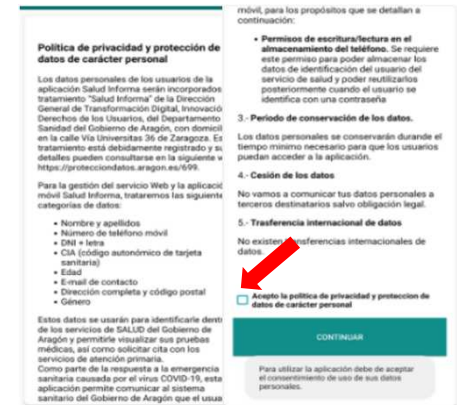 Política de privacidad y protección de
datos de carácter personal
Los datos personales de los usuarios de la
aplicación Salud Informa serán incorporados
tratamiento "Salud Informa" de la Dirección
General de Transformación Digital, Innovació
Derechos de los Usuarios, del Departamento
Sanidad del Gobierno de Aragón, con domicil
en la calle Vía Universitas 36 de Zaragoza. Es
tratamiento está debidamente registrado y su
detalles pueden consultarse en la siguiente
https://protecciondatos.aragon.es/699.
Para la gestión del servicio Web y la aplicació
móvil Salud Informa, trataremos las siguiente
categorías de datos:
• Nombre y apellidos
• Número de teléfono móvil
• DNI + letra
• CIA (código autonómico de tarjeta
sanitaria)
• Edad
• E-mail de contacto
• Dirección completa y código postal
• Género
Estos datos se usarán para identificarle dentr
de los servicios de SALUD del Gobierno de
Aragón y permitirle visualizar sus pruebas
médicas, así como solicitar cita con los
servicios de atención primaria.
Como parte de la respuesta a la emergencia
sanitaria causada por el virus COVID-19, esta
aplicación permite comunicar al sistema
sanitario del Gobierno de Aragón que el usua
móvil, para los propósitos que se detallan a
continuación:
• Permisos de escritura/lectura en el
almacenamiento del teléfono. Se requiere
este permiso para poder almacenar los
datos de identificación del usuario del
servicio de salud y poder reutilizarlos
posteriormente cuando el usuario se
identifica con una contraseña
3.- Periodo de conservación de los datos.
Los datos personales se conservarán durande el
tiempo mínimo necesario para que los usuarios
puedan acceder a la aplicación.
4.- Cesión de los datos
No vamos a comunicar tus datos personales a
terceros destinatarios salvo obligación legal.
5.- Trasferencia internacional de datos
No existen transferencias internacionales de
datos.
Acepto la politica de privacidad y proteccion de
datos de carácter personal
CONTINUAR
Para utilizar la aplicación debe de aceptar
el consentimiento de uso de sus datos
personales.